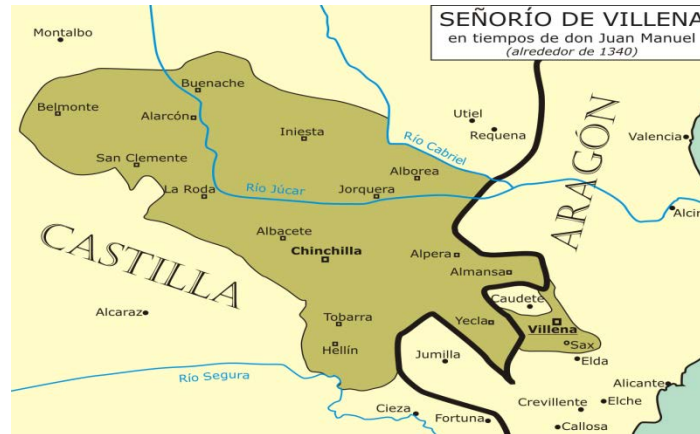 SEÑORÍO DE VILLENA
en tiempos de don Juan Manuel
(alrededor de 1340)
Montalbo
Buenache
Belmonte
Alarcón
Utiel
Iniesta
Requena
Río Cabriel
Valencia
San Clemente
Alborea
ARAGÓN
La Roda
Río Júcar
Jorquera
Alcir
Albacete
CASTILLA
Chinchilla
Alpera
Almansa
Caudete
Alcaraz
Tobarra
Yecla
Villena
Hellín
Sax
Jumilla
Elda
Río Segura
Alicante
Crevillente
Elche
Cieza
Fortuna
Callosa